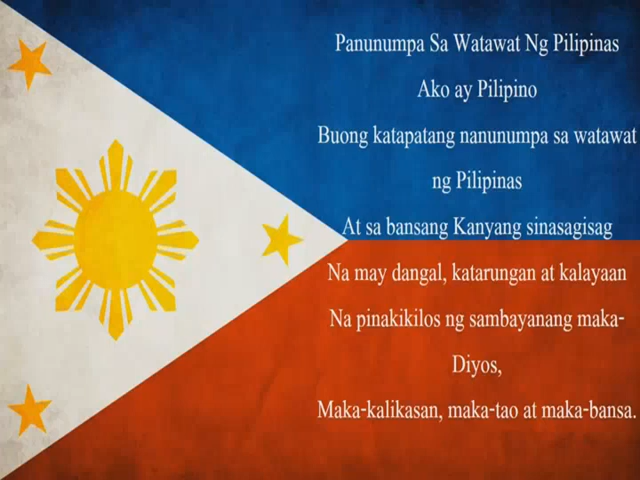 Panunumpa Sa Watawat Ng Pilipinas
Ako ay Pilipino
Buong katapatang nanunumpa sa watawat
ng Pilipinas
At sa bansang Kanyang sinasagisag
Na may dangal, katarungan at kalayaan
Na pinakikilos ng sambayanang maka-
Diyos,
Maka-kalikasan, maka-tao at maka-bansa.